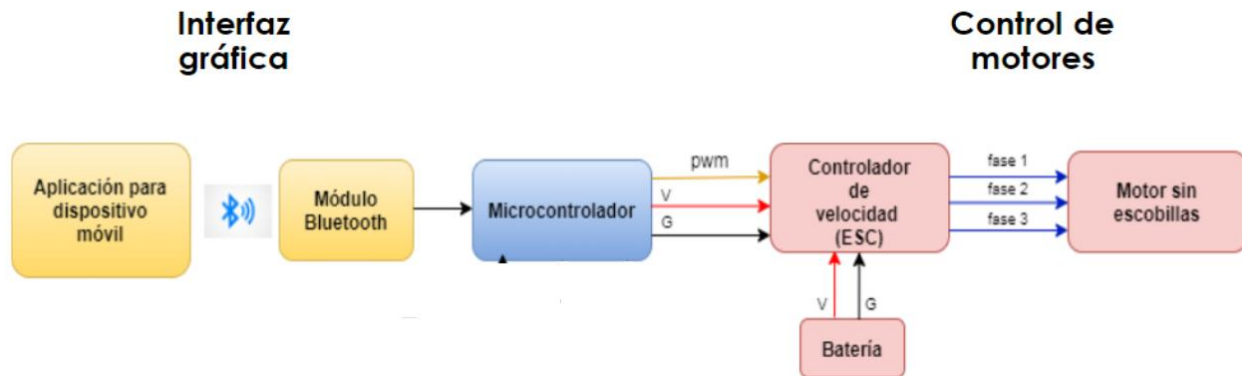 Interfaz
gráfica
Control de
motores
Aplicación para
dispositivo
móvil
Módulo
Bluetooth
Microcontrolador
pwm
V
G
Controlador
de
velocidad
(ESC)
fase 1
fase 2
fase 3
Motor sin
escobillas
V
G
Batería